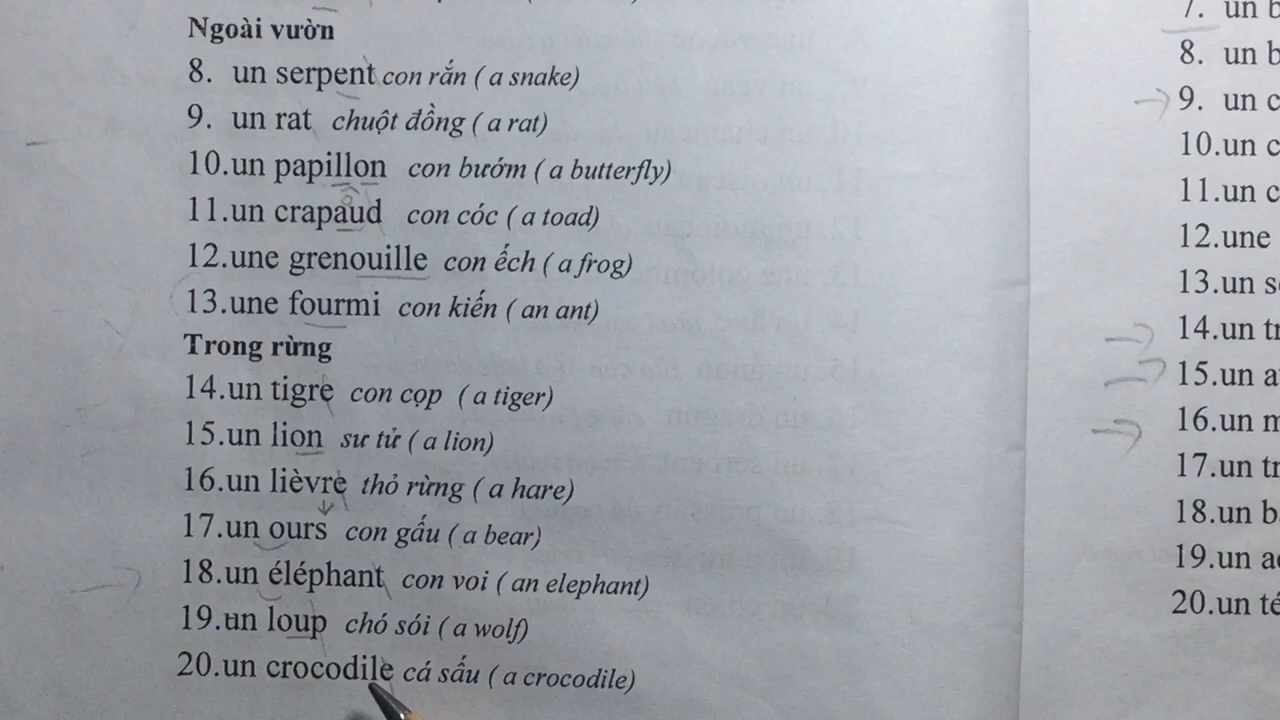 Ngoài vườn
8. un serpent con rắn ( a snake)
9. un rat chuột đồng ( a rat)
10.un papillon con bướm ( a butterfly)
11.un crapaud con cóc ( a toad)
12.une grenouille con ếch ( a frog)
13.une fourmi con kiến ( an ant)
Trong rừng
14.un tigre con cọp ( a tiger)
15.un lion sư tử ( a lion)
16.un lièvre thỏ rừng ( a hare)
17.un ours con gấu ( a bear)
18.un éléphant con voi ( an elephant)
19.un loup chó sói ( a wolf)
20.un crocodile cá sấu ( a crocodile)
7. un
8. un
9. un
10.un
11.un
12.une
13.un
14.un
15.un
16.un
17.un
18.un
19.un
20.un